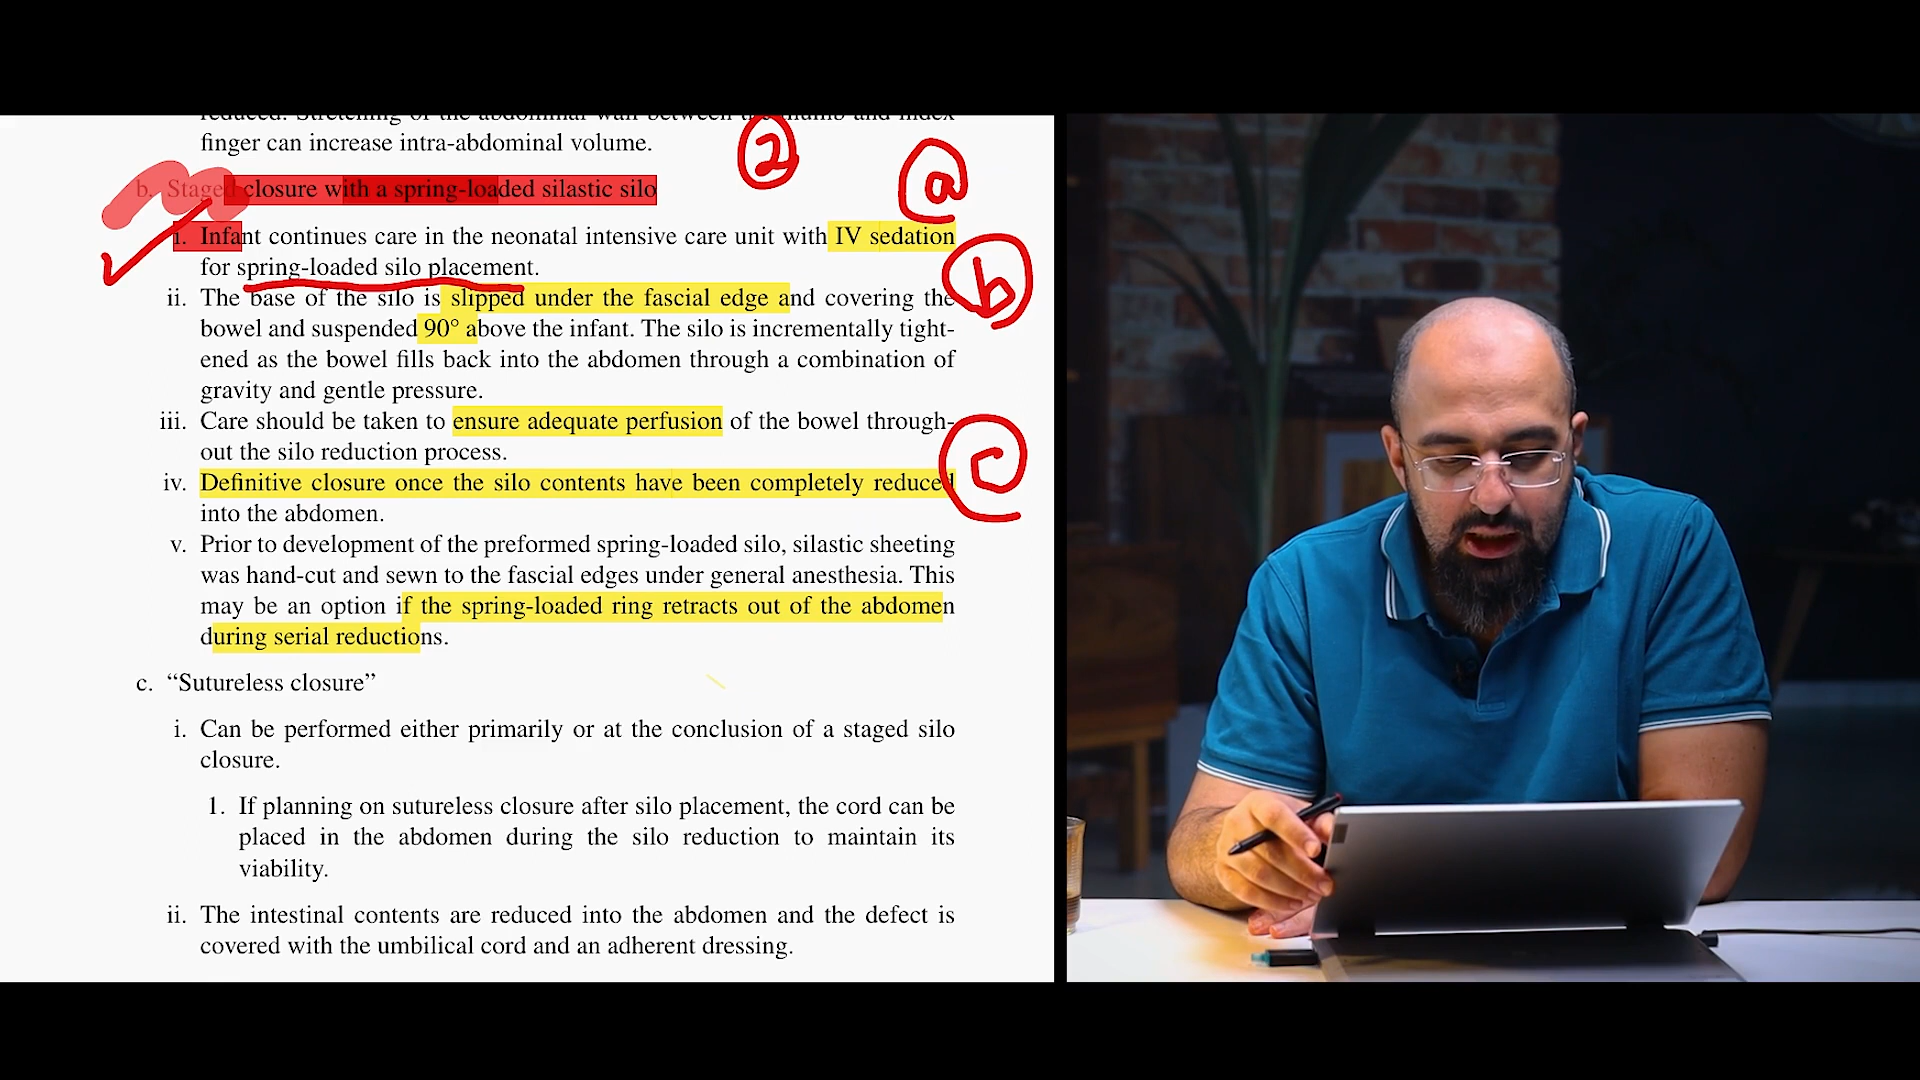 reduced. Stretching of the abdominal wall between the thumb and index
finger can increase intra-abdominal volume.
2
a
b. Staged closure with a spring-loaded silastic silo
i. Infant continues care in the neonatal intensive care unit with IV sedation
for spring-loaded silo placement.
b
ii. The base of the silo is slipped under the fascial edge and covering the
bowel and suspended 90° above the infant. The silo is incrementally tight-
ened as the bowel fills back into the abdomen through a combination of
gravity and gentle pressure.
iii. Care should be taken to ensure adequate perfusion of the bowel through-
out the silo reduction process.
c
iv. Definitive closure once the silo contents have been completely reduced
into the abdomen.
v. Prior to development of the preformed spring-loaded silo, silastic sheeting
was hand-cut and sewn to the fascial edges under general anesthesia. This
may be an option if the spring-loaded ring retracts out of the abdomen
during serial reductions.
c. “Sutureless closure”
i. Can be performed either primarily or at the conclusion of a staged silo
closure.
1. If planning on sutureless closure after silo placement, the cord can be
placed in the abdomen during the silo reduction to maintain its
viability.
ii. The intestinal contents are reduced into the abdomen and the defect is
covered with the umbilical cord and an adherent dressing.